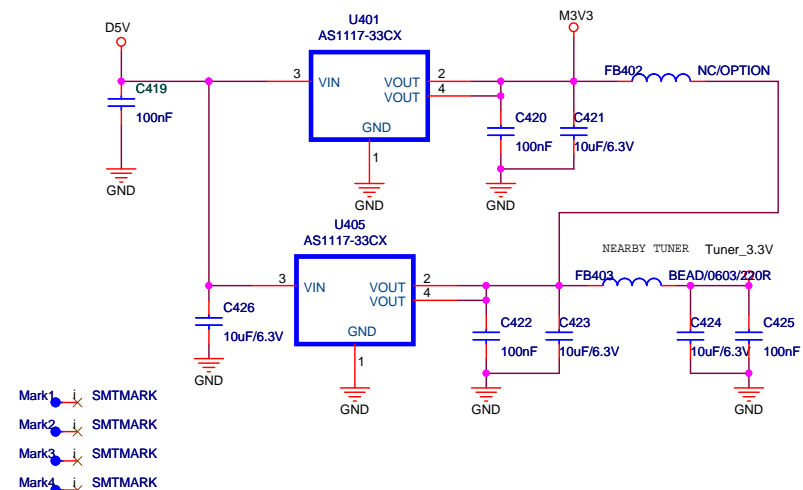 D5V
C419
100nF
GND
U401
AS1117-33CX
3
VIN
VOUT
2
VOUT
4
GND
1
GND
M3V3
C420
100nF
C421
10uF/6.3V
GND
FB402
NC/OPTION
U405
AS1117-33CX
3
VIN
VOUT
2
VOUT
4
GND
1
GND
C426
10uF/6.3V
GND
C422
100nF
C423
10uF/6.3V
GND
NEARBY TUNER
Tuner_3.3V
FB403
BEAD/0603/220R
C424
10uF/6.3V
C425
100nF
GND
Mark1 i SMTMARK
Mark2 i SMTMARK
Mark3 i SMTMARK
Mark4 i SMTMARK